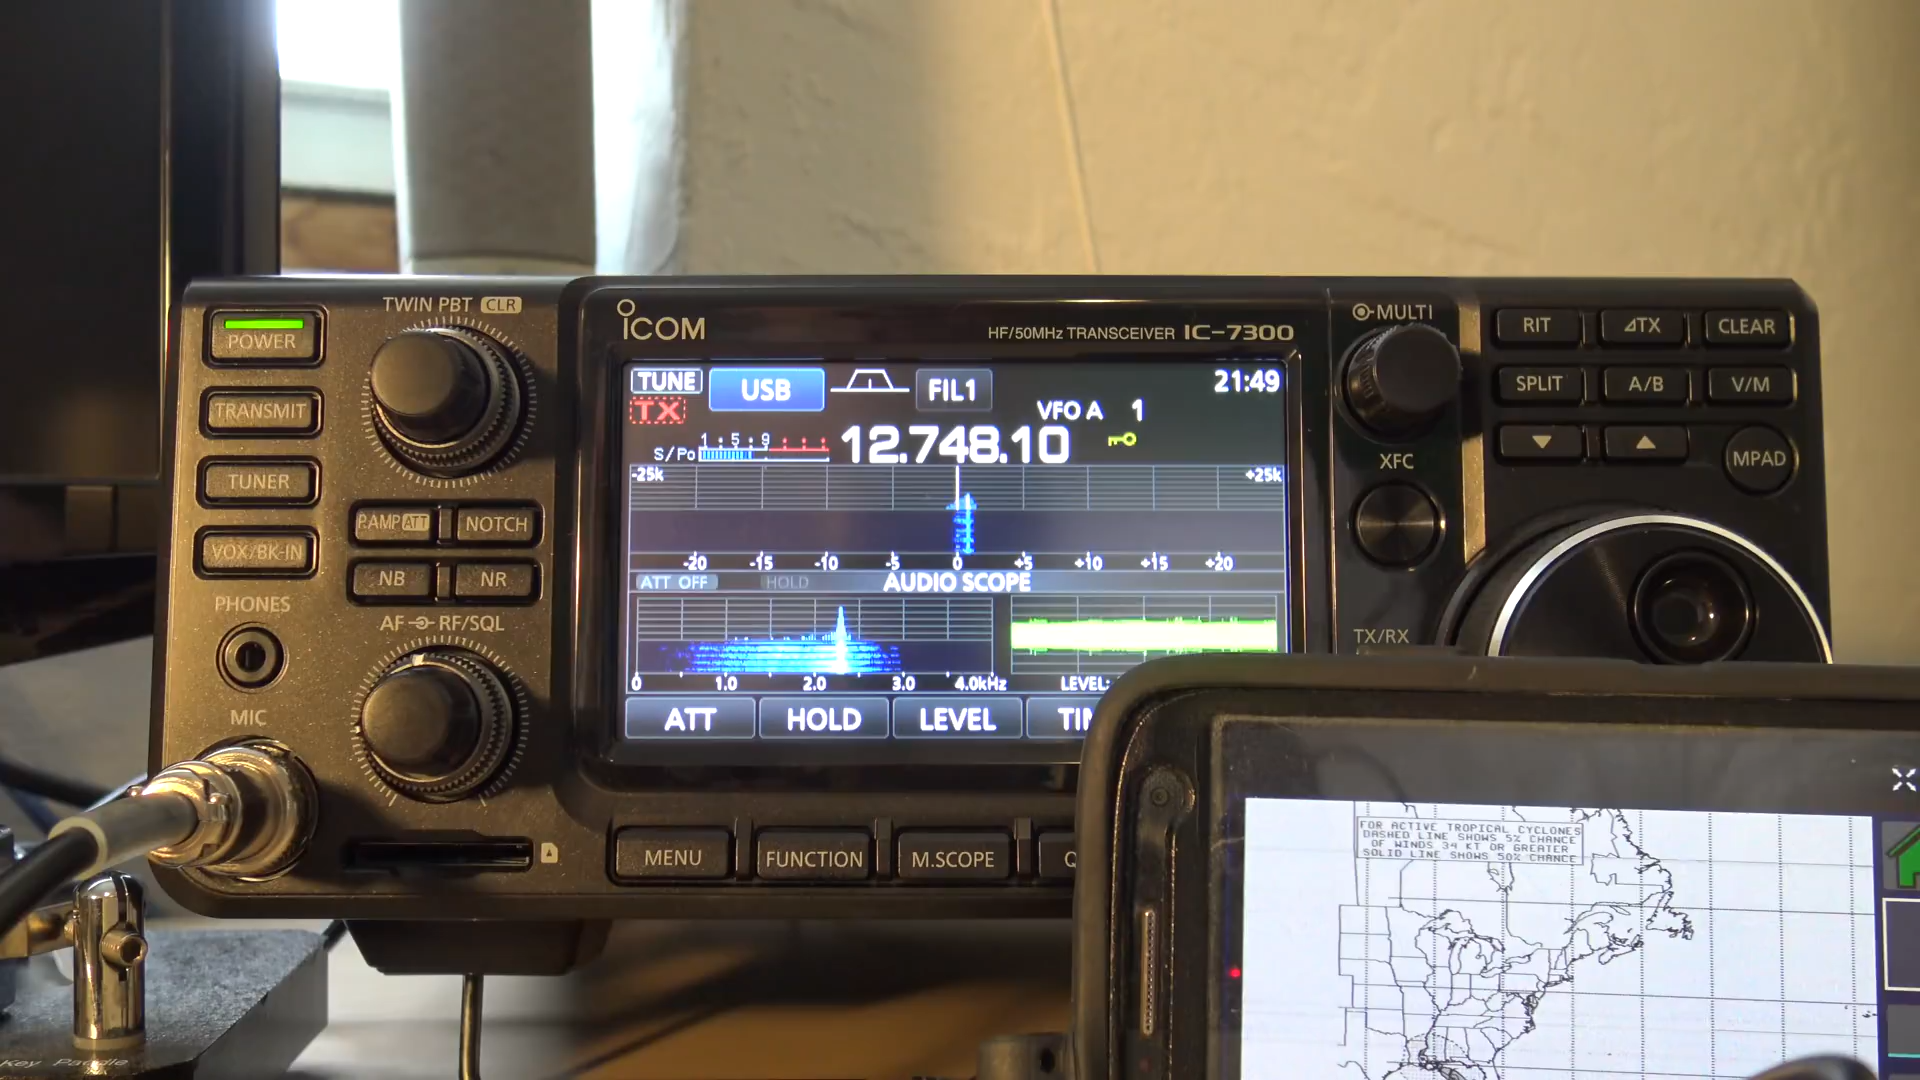 TWIN PBT CLR
POWER
TRANSMIT
TUNER
VOX/BK-IN
PHONES
MIC
P.AMP ATT
NOTCH
NB
NR
AF RF/SQL
ICOM
HF/50MHz TRANSCEIVER IC-7300
TUNE
USB
FIL1
21:49
TX
VFO A 1
1 5 9
S/Po
12.748.10
-25k
+25k
-20 -15 -10 -5 0 +5 +10 +15 +20
ATT OFF
HOLD
AUDIO SCOPE
0 1.0 2.0 3.0 4.0kHz
LEVEL:
ATT
HOLD
LEVEL
TIM
MENU
FUNCTION
M.SCOPE
Q
MULTI
RIT
⊿TX
CLEAR
SPLIT
A/B
V/M
MPAD
XFC
TX/RX
FOR ACTIVE TROPICAL CYCLONES
DASHED LINE SHOWS 5% CHANCE
OF WINDS 34 KT OR GREATER
SOLID LINE SHOWS 50% CHANCE
Key Paddle